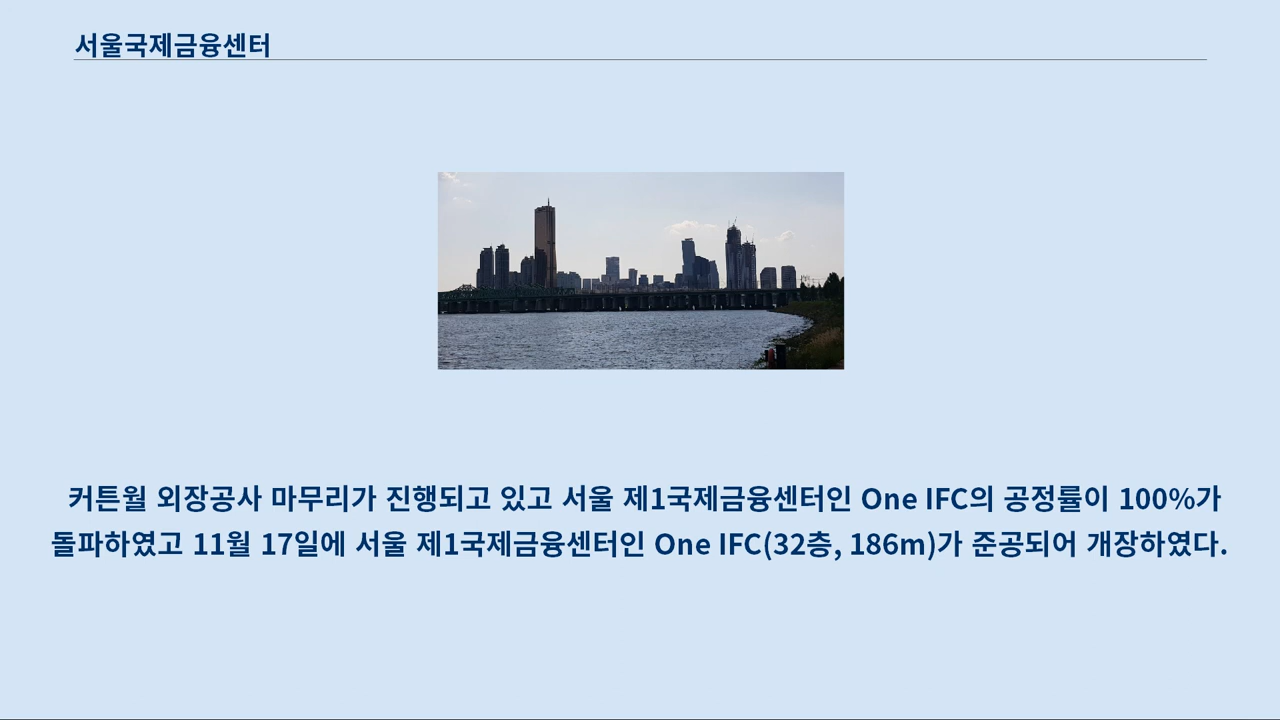 서울국제금융센터
커튼월 외장공사 마무리가 진행되고 있고 서울 제1국제금융센터인 One IFC의 공정률이 100%가
돌파하였고 11월 17일에 서울 제1국제금융센터인 One IFC(32층, 186m)가 준공되어 개장하였다.